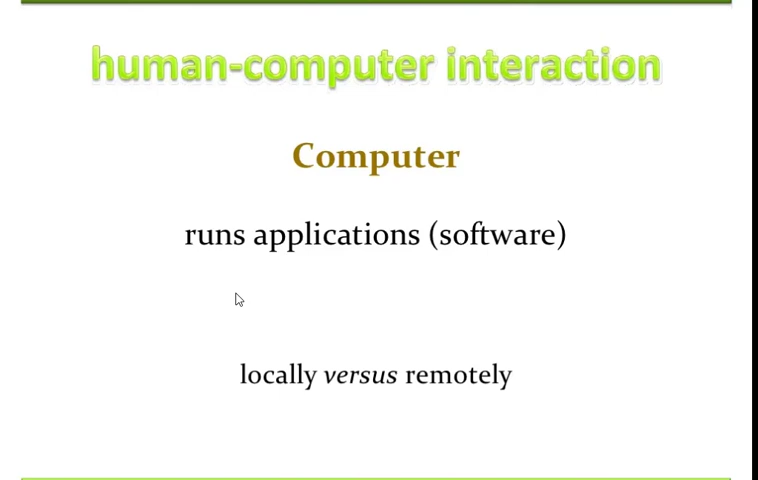 human-computer interaction
Computer
runs applications (software)
locally versus remotely